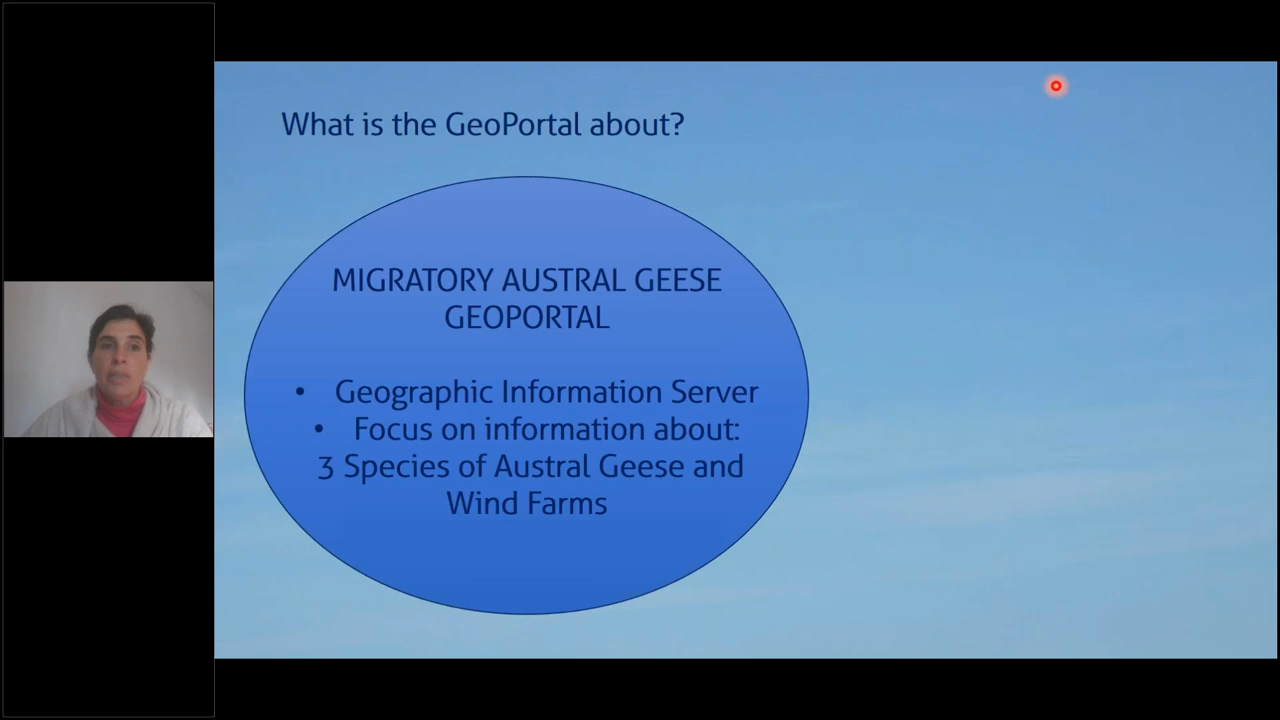 What is the GeoPortal about?
MIGRATORY AUSTRAL GEESE
GEOPORTAL
• Geographic Information Server
• Focus on information about:
3 Species of Austral Geese and
Wind Farms